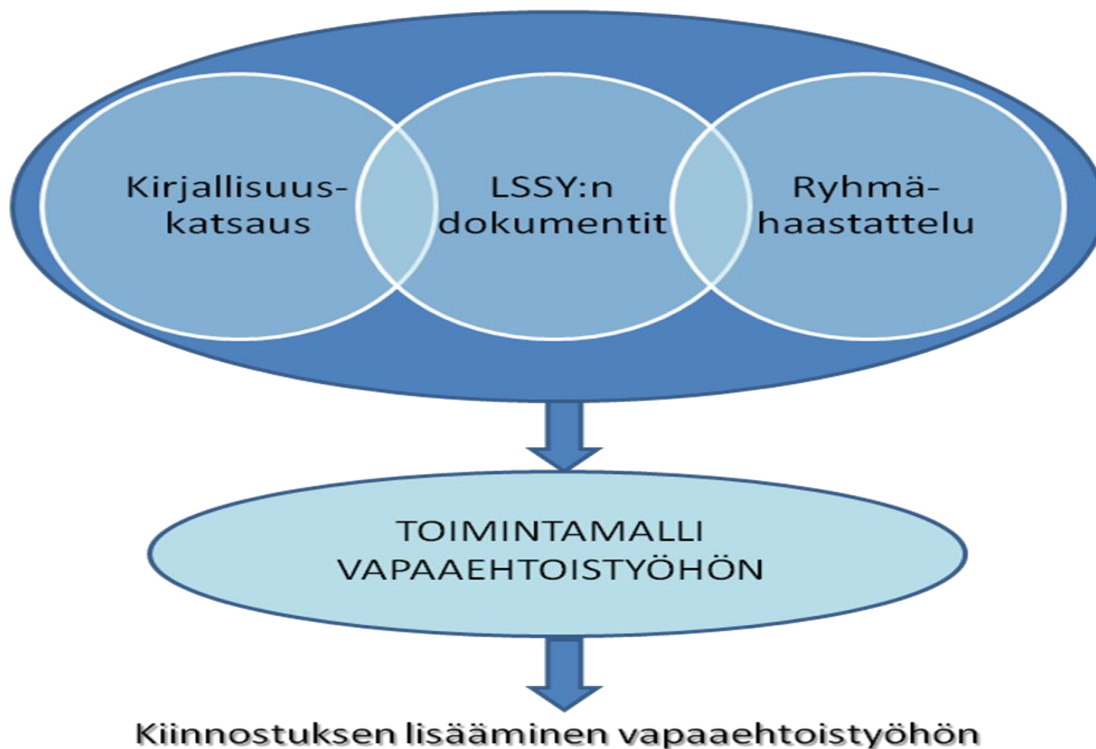 Kirjallisuus-
katsaus
LSSY:n
dokumentit
Ryhmä-
haastattelu
TOIMINTAMALLI
VAPAAEHTOISTYÖHÖN
Kiinnostuksen lisääminen vapaaehtoistyöhön